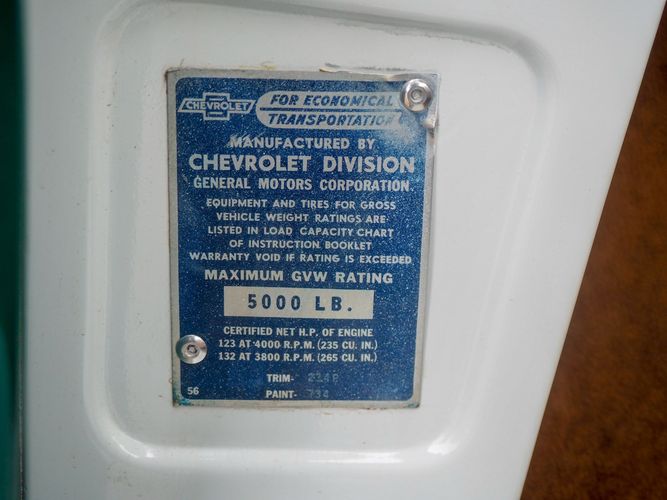 CHEVROLET
FOR ECONOMICAL
TRANSPORTATION
MANUFACTURED BY
CHEVROLET DIVISION
GENERAL MOTORS CORPORATION.
EQUIPMENT AND TIRES FOR GROSS
VEHICLE WEIGHT RATINGS ARE
LISTED IN LOAD CAPACITY CHART
OF INSTRUCTION BOOKLET
WARRANTY VOID IF RATING IS EXCEEDED
MAXIMUM GVW RATING
5000 LB.
CERTIFIED NET H.P. OF ENGINE
123 AT 4000 R.P.M. (235 CU. IN.)
132 AT 3800 R.P.M. (265 CU. IN.)
TRIM-
56 PAINT-